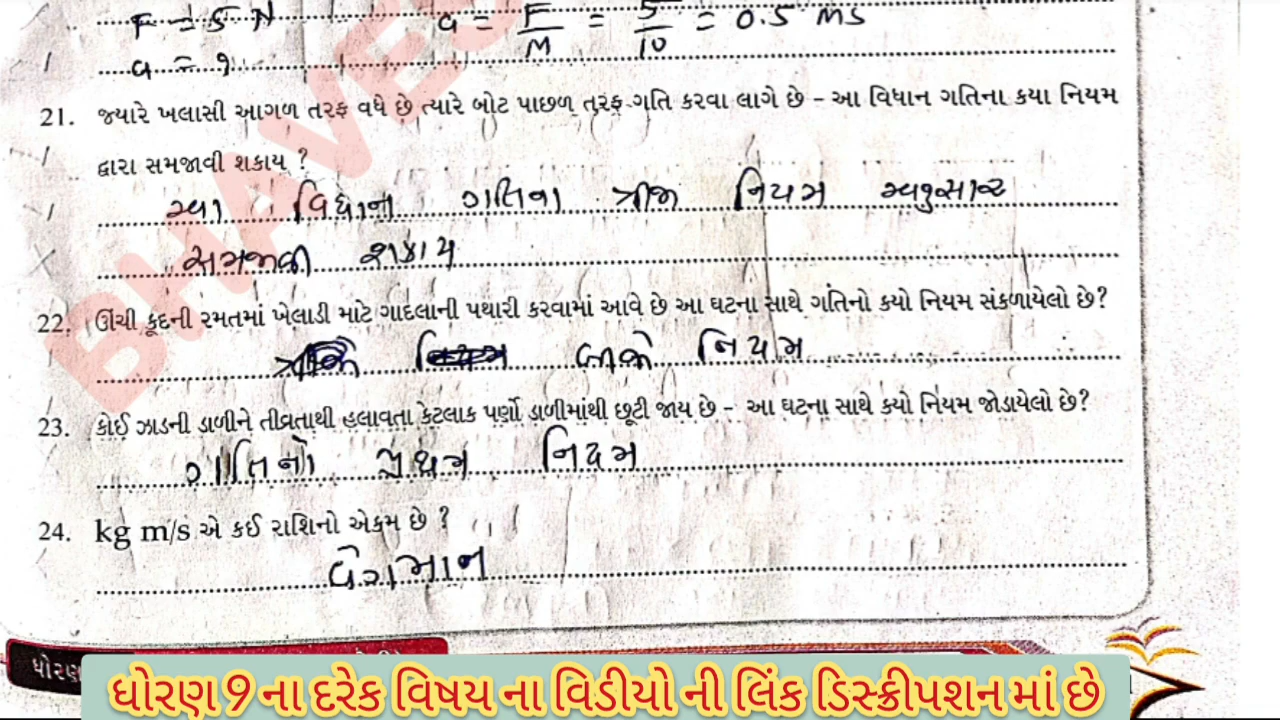 F = 5 N a = F/M = 5/10 = 0.5 ms
a = ?
21. જ્યારે ખલાસી આગળ તરફ વધે છે ત્યારે બોટ પાછળ તરફ ગતિ કરવા લાગે છે – આ વિધાન ગતિના કયા નિયમ
દ્વારા સમજાવી શકાય ?
આ વિધાન ગતિના ત્રીજા નિયમ અનુસાર
સમજાવી શકાય
22. ઊંચી કૂદની રમતમાં ખેલાડી માટે ગાદલાની પથારી કરવામાં આવે છે આ ઘટના સાથે ગતિનો કયો નિયમ સંકળાયેલો છે?
નિયમ
23. કોઈ ઝાડની ડાળીને તીવ્રતાથી હલાવતા કેટલાક પર્ણો ડાળીમાંથી છૂટી જાય છે – આ ઘટના સાથે કયો નિયમ જોડાયેલો છે?
ગતિનો પ્રથમ નિયમ
24. kg m/s એ કઈ રાશિનો એકમ છે ?
વેગમાન
ધોરણ
ધોરણ 9 ના દરેક વિષય ના વિડીયો ની લિંક ડિસ્ક્રીપશન માં છે